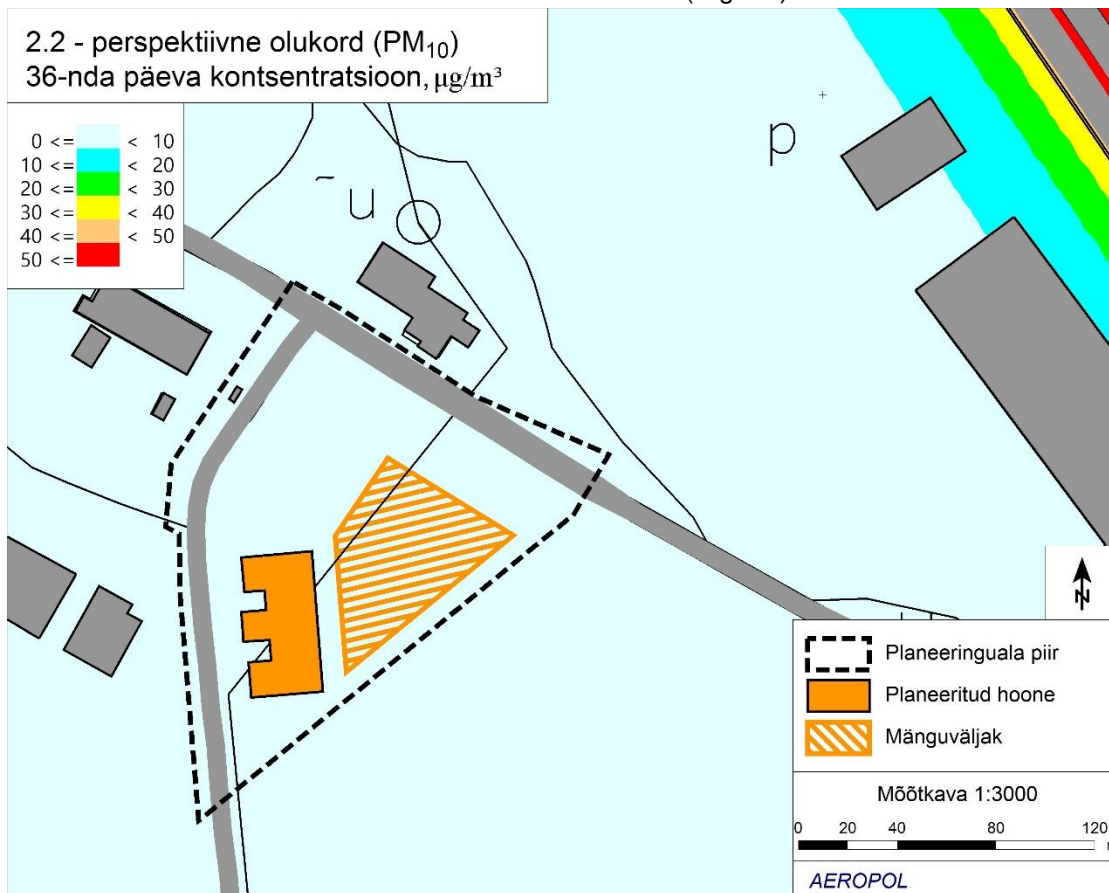 2.2 - perspektiivne olukord (PM₁₀)
36-nda päeva kontsentratsioon, µg/m³
0 <= < 10
10 <= < 20
20 <= < 30
30 <= < 40
40 <= < 50
50 <=
p
~ u
N
Planeeringuala piir
Planeeritud hoone
Mänguväljak
Mõõtkava 1:3000
0 20 40 80 120
AEROPOL